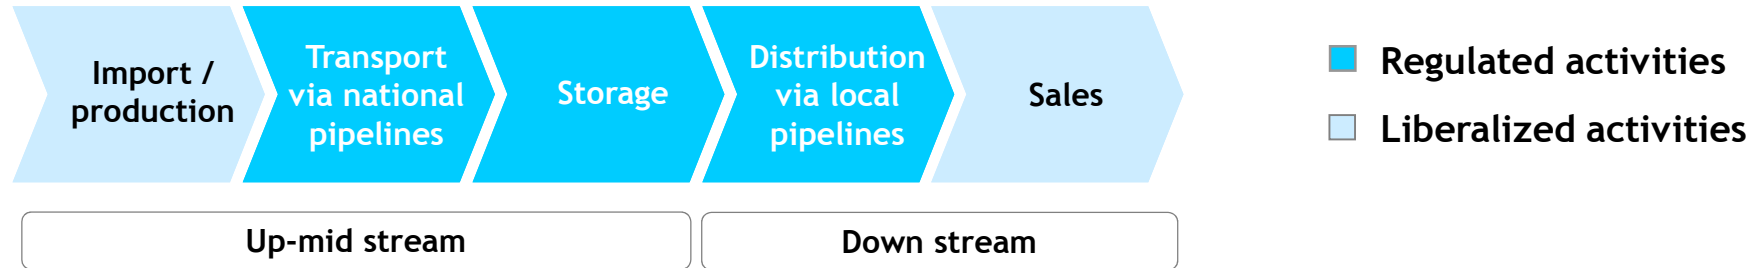 Import /
production
Transport
via national
pipelines
Storage
Distribution
via local
pipelines
Sales
Regulated activities
Liberalized activities
Up-mid stream
Down stream